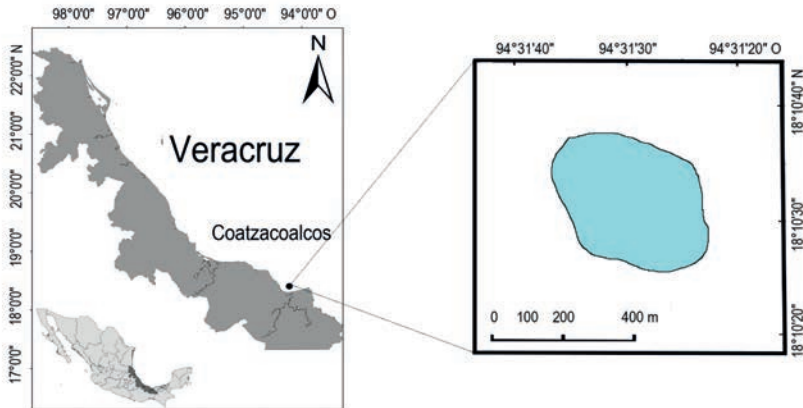 98°0'0" 97°0'0" 96°0'0" 95°0'0" 94°0'0" O
22°0'0" N
21°0'0"
20°0'0"
19°0'0"
18°0'0"
17°0'0"
N
Veracruz
Coatzacoalcos
94°31'40" 94°31'30" 94°31'20" O
18°10'40" N
18°10'30"
18°10'20"
0 100 200 400 m